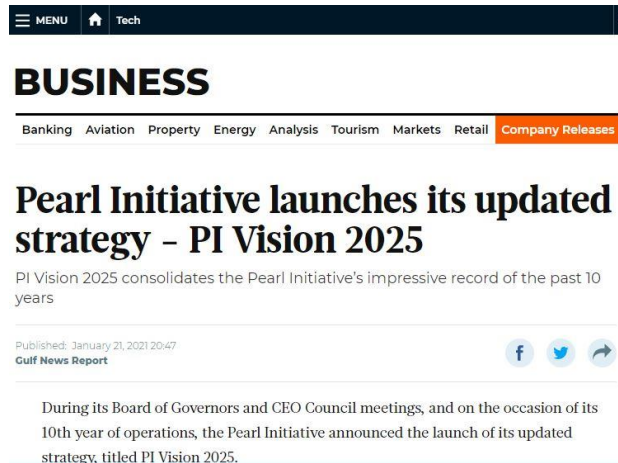 MENU Tech
BUSINESS
Banking Aviation Property Energy Analysis Tourism Markets Retail Company Releases
Pearl Initiative launches its updated
strategy – PI Vision 2025
PI Vision 2025 consolidates the Pearl Initiative's impressive record of the past 10
years
Published: January 21, 2021 20:47
Gulf News Report
During its Board of Governors and CEO Council meetings, and on the occasion of its
10th year of operations, the Pearl Initiative announced the launch of its updated
strategy, titled PI Vision 2025.